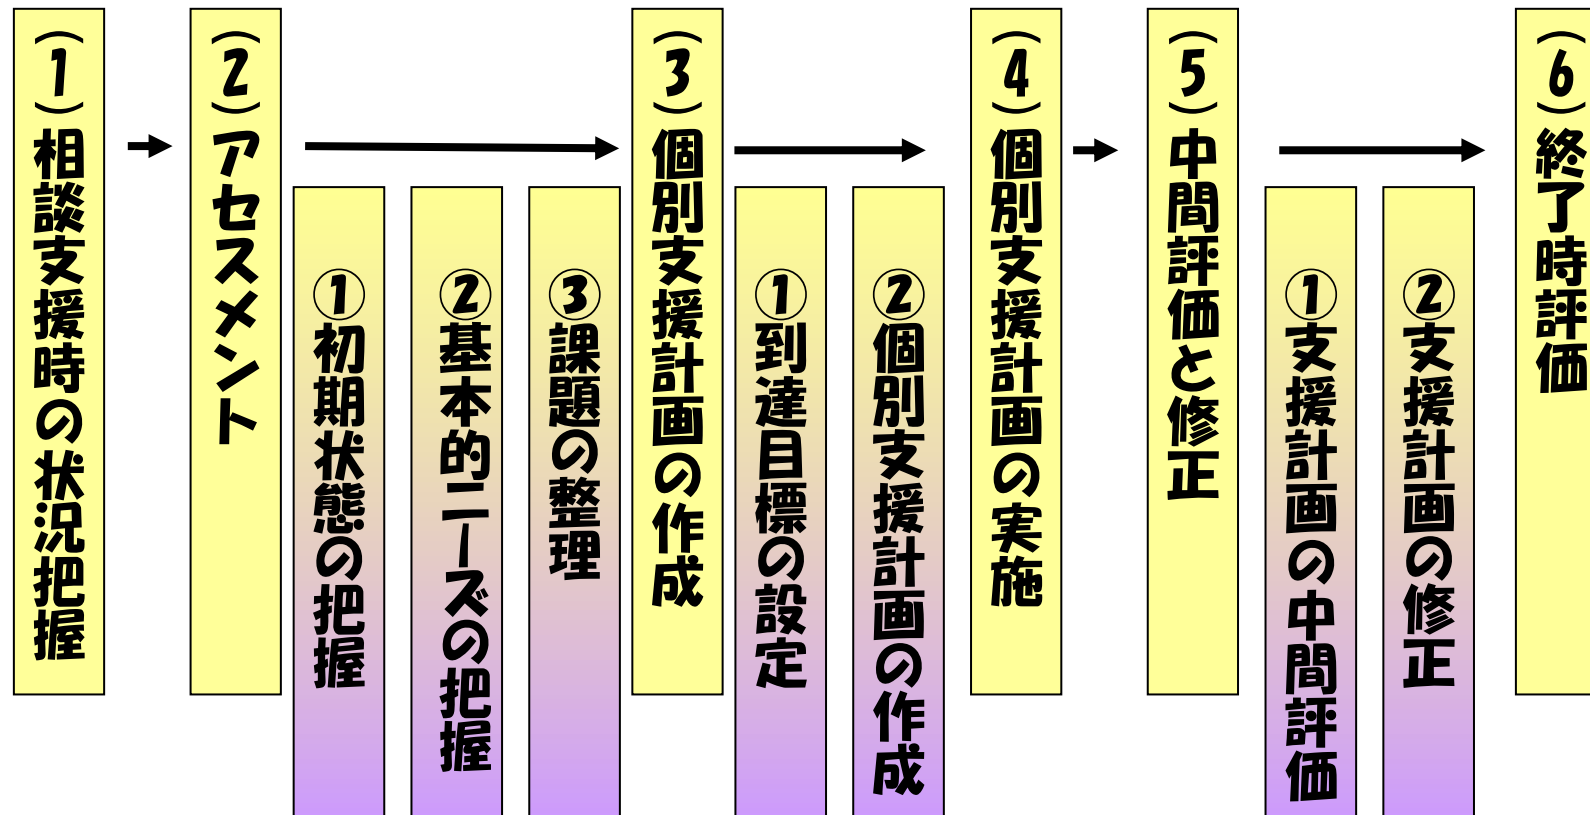 (1)相談支援時の状況把握
(2)アセスメント
①初期状態の把握
②基本的ニーズの把握
③課題の整理
(3)個別支援計画の作成
①到達目標の設定
②個別支援計画の作成
(4)個別支援計画の実施
(5)中間評価と修正
①支援計画の中間評価
②支援計画の修正
(6)終了時評価